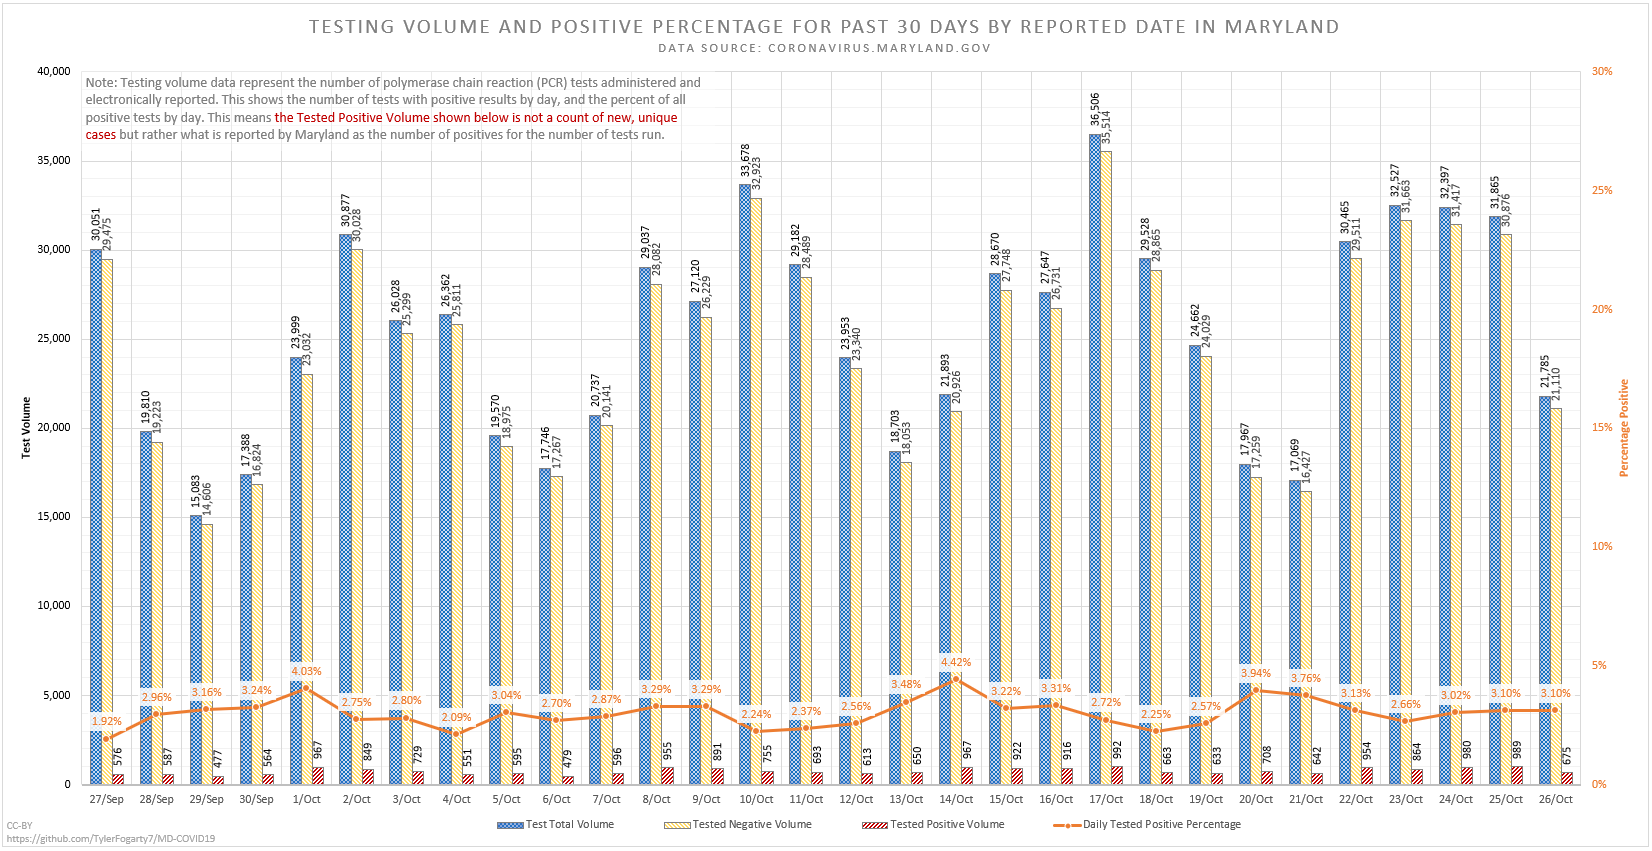 TESTING VOLUME AND POSITIVE PERCENTAGE FOR PAST 30 DAYS BY REPORTED DATE IN MARYLAND
DATA SOURCE: CORONAVIRUS.MARYLAND.GOV
Note: Testing volume data represent the number of polymerase chain reaction (PCR) tests administered and
electronically reported. This shows the number of tests with positive results by day, and the percent of all
positive tests by day. This means the Tested Positive Volume shown below is not a count of new, unique
cases but rather what is reported by Maryland as the number of positives for the number of tests run.
Test Volume
40,000
35,000
30,000
25,000
20,000
15,000
10,000
5,000
0
30,051 29,475 1.92% 576
19,810 19,223 2.96% 587
15,083 14,606 3.16% 477
17,388 16,824 3.24% 564
23,999 23,032 4.03% 967
30,877 30,028 2.75% 849
26,028 25,299 2.80% 729
26,362 25,811 2.09% 551
19,570 18,975 3.04% 595
17,746 17,267 2.70% 479
20,737 20,141 2.87% 596
29,037 28,082 3.29% 955
27,120 26,229 3.29% 891
33,678 32,923 2.24% 755
29,182 28,489 2.37% 693
23,953 23,340 2.56% 613
18,703 18,053 3.48% 650
21,893 20,926 4.42% 967
28,670 27,748 3.22% 922
27,647 26,731 3.31% 916
36,506 35,514 2.72% 992
29,528 28,865 2.25% 663
24,662 24,029 2.57% 633
17,967 17,259 3.94% 708
17,069 16,427 3.76% 642
30,465 29,511 3.13% 954
32,527 31,663 2.66% 864
32,397 31,417 3.02% 980
31,865 30,876 3.10% 989
21,785 21,110 3.10% 675
30%
25%
20%
15%
10%
5%
0%
Percentage Positive
27/Sep 28/Sep 29/Sep 30/Sep 1/Oct 2/Oct 3/Oct 4/Oct 5/Oct 6/Oct 7/Oct 8/Oct 9/Oct 10/Oct 11/Oct 12/Oct 13/Oct 14/Oct 15/Oct 16/Oct 17/Oct 18/Oct 19/Oct 20/Oct 21/Oct 22/Oct 23/Oct 24/Oct 25/Oct 26/Oct
Test Total Volume Tested Negative Volume Tested Positive Volume Daily Tested Positive Percentage
CC-BY
https://github.com/TylerFogarty7/MD-COVID19